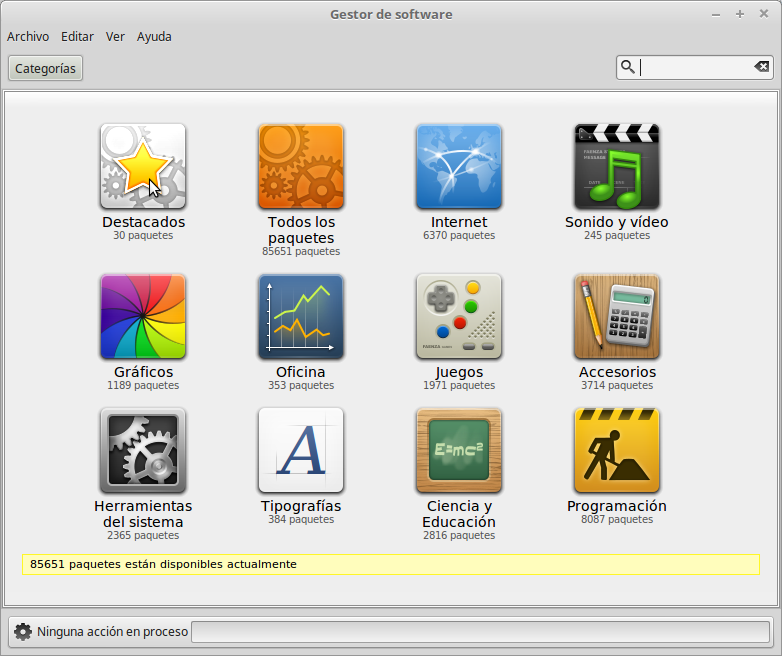 Gestor de software
Archivo Editar Ver Ayuda
Categorías
Destacados
30 paquetes
Todos los
paquetes
85651 paquetes
Internet
6370 paquetes
Sonido y vídeo
245 paquetes
Gráficos
1189 paquetes
Oficina
353 paquetes
Juegos
1971 paquetes
Accesorios
3714 paquetes
Herramientas
del sistema
2365 paquetes
A
Tipografías
384 paquetes
E=mc²
Ciencia y
Educación
2816 paquetes
Programación
8087 paquetes
85651 paquetes están disponibles actualmente
Ninguna acción en proceso